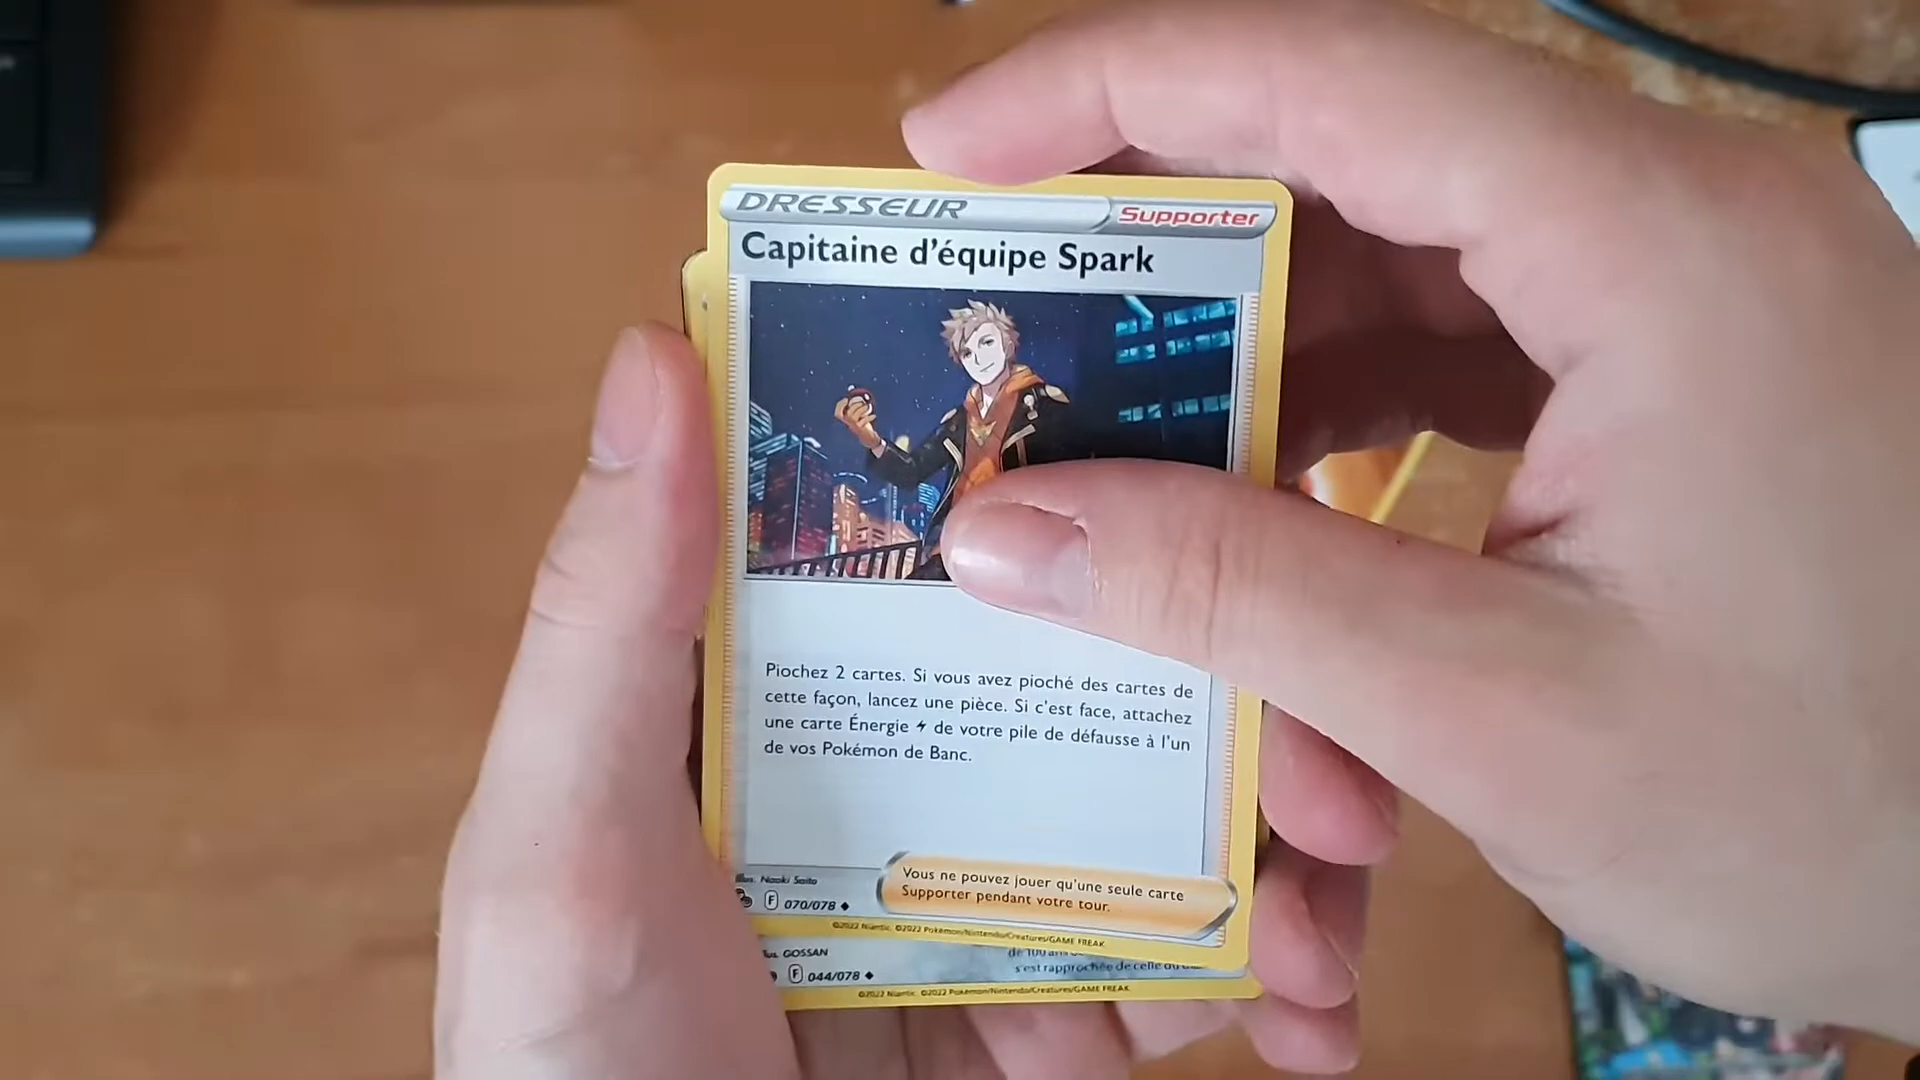 DRESSEUR
Supporter
Capitaine d'équipe Spark
Piochez 2 cartes. Si vous avez pioché des cartes de
cette façon, lancez une pièce. Si c'est face, attachez
une carte Énergie de votre pile de défausse à l'un
de vos Pokémon de Banc.
Vous ne pouvez jouer qu'une seule carte
Supporter pendant votre tour.
Illus. Naoki Saito
F 070/078
©2022 Niantic. ©2022 Pokémon/Nintendo/Creatures/GAME FREAK.
GOSSAN
de 100 ans
s'est rapprochée de celle du
F 044/078
©2022 Niantic. ©2022 Pokémon/Nintendo/Creatures/GAME FREAK.